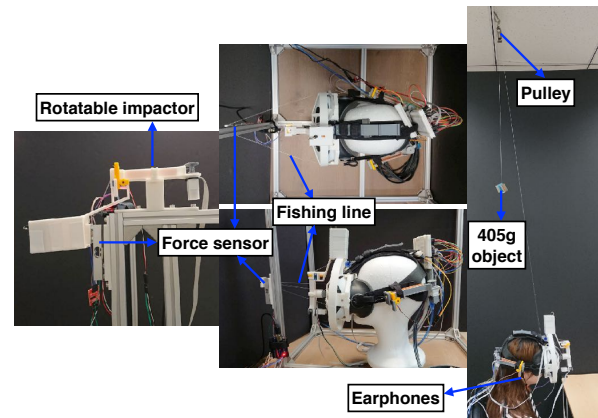 Rotatable impactor
Pulley
Fishing line
Force sensor
405g
object
Earphones